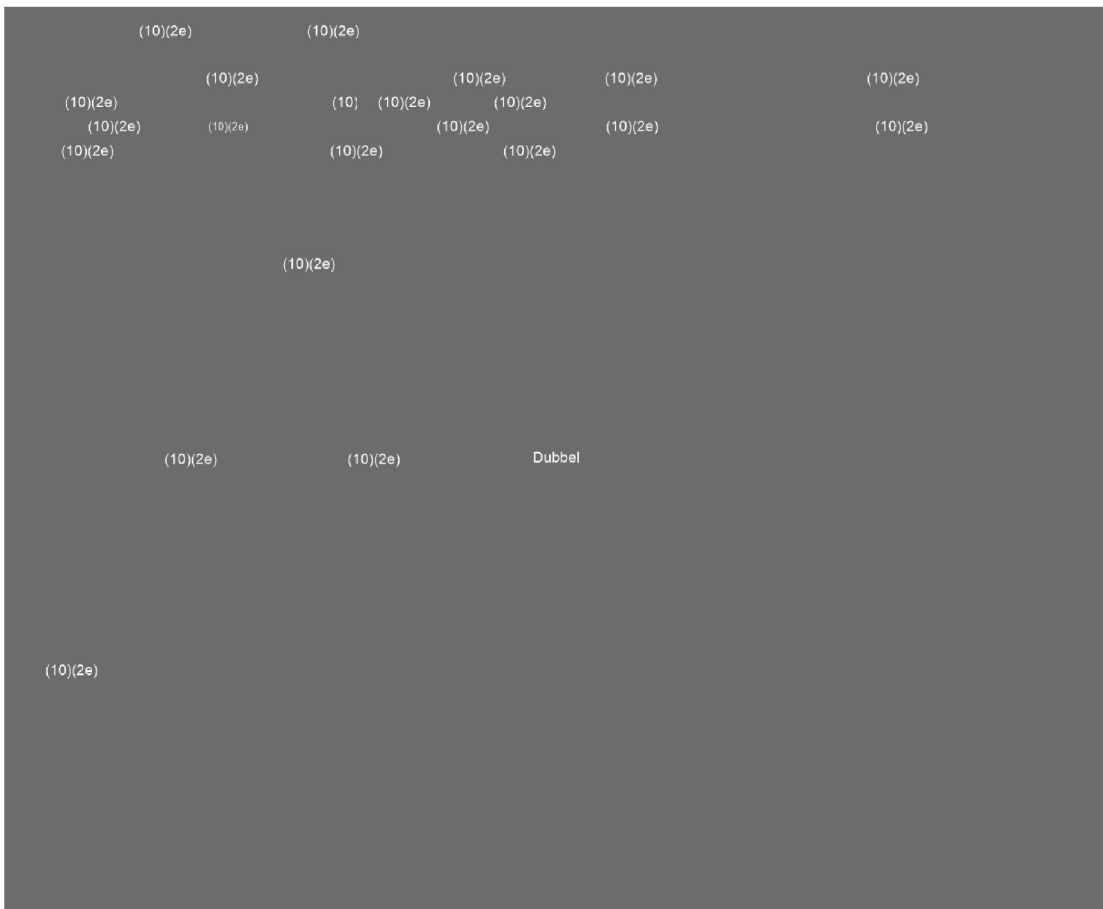 (10)(2e) (10)(2e)
(10)(2e) (10)(2e) (10)(2e) (10)(2e)
(10)(2e) (10) (10)(2e) (10)(2e)
(10)(2e) (10)(2e) (10)(2e) (10)(2e) (10)(2e)
(10)(2e) (10)(2e) (10)(2e)
(10)(2e)
(10)(2e) (10)(2e) Dubbel
(10)(2e)